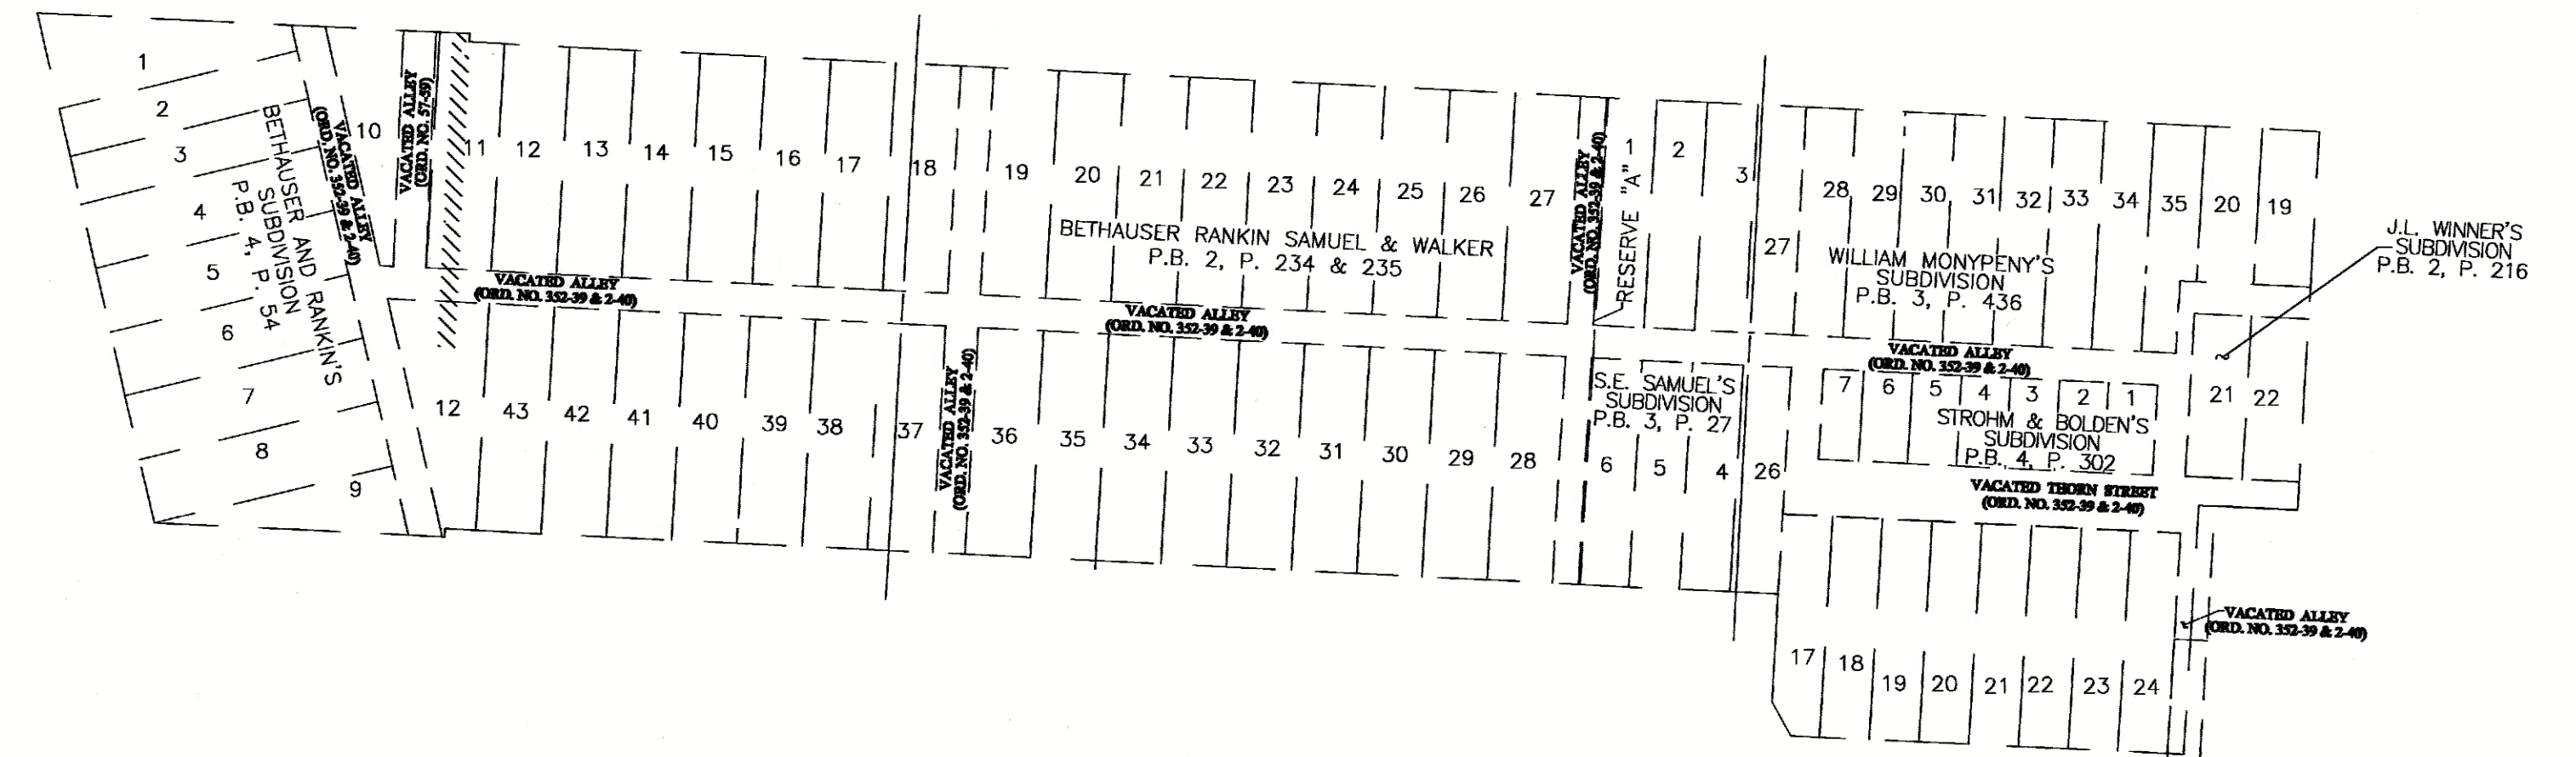 1
2
3
4
5
6
7
8
9
BETHAUSER AND RANKIN'S
SUBDIVISION
P.B. 4, P. 54
VACATED ALLEY
(ORD. NO. 352-39 & 2-40)
10
VACATED ALLEY
(ORD. NO. 57-59)
11
12
13
14
15
16
17
18
19
20
21
22
23
24
25
26
27
BETHAUSER RANKIN SAMUEL & WALKER
P.B. 2, P. 234 & 235
VACATED ALLEY
(ORD. NO. 352-39 & 2-40)
VACATED ALLEY
(ORD. NO. 352-39 & 2-40)
12
43
42
41
40
39
38
37
VACATED ALLEY
(ORD. NO. 352-39 & 2-40)
36
35
34
33
32
31
30
29
28
VACATED ALLEY
(ORD. NO. 352-39 & 2-40)
RESERVE "A"
1
2
3
S.E. SAMUEL'S
SUBDIVISION
P.B. 3, P. 27
6
5
4
26
27
28
29
30
31
32
33
34
35
20
19
WILLIAM MONYPENY'S
SUBDIVISION
P.B. 3, P. 436
J.L. WINNER'S
SUBDIVISION
P.B. 2, P. 216
VACATED ALLEY
(ORD. NO. 352-39 & 2-40)
7
6
5
4
3
2
1
21
22
STROHM & BOLDEN'S
SUBDIVISION
P.B. 4, P. 302
VACATED THORN STREET
(ORD. NO. 352-39 & 2-40)
VACATED ALLEY
(ORD. NO. 352-39 & 2-40)
17
18
19
20
21
22
23
24